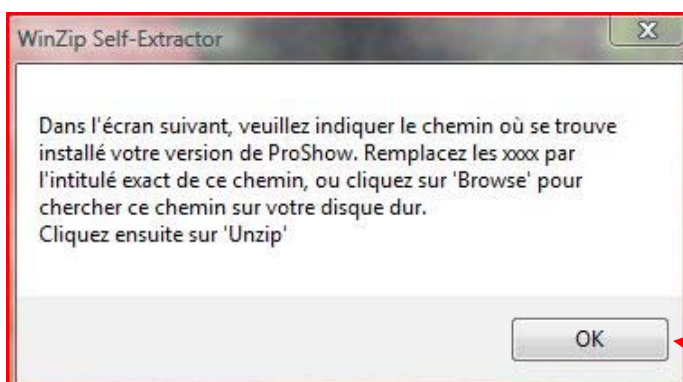 WinZip Self-Extractor
Dans l'écran suivant, veuillez indiquer le chemin où se trouve
installé votre version de ProShow. Remplacez les xxxx par
l'intitulé exact de ce chemin, ou cliquez sur 'Browse' pour
chercher ce chemin sur votre disque dur.
Cliquez ensuite sur 'Unzip'
OK